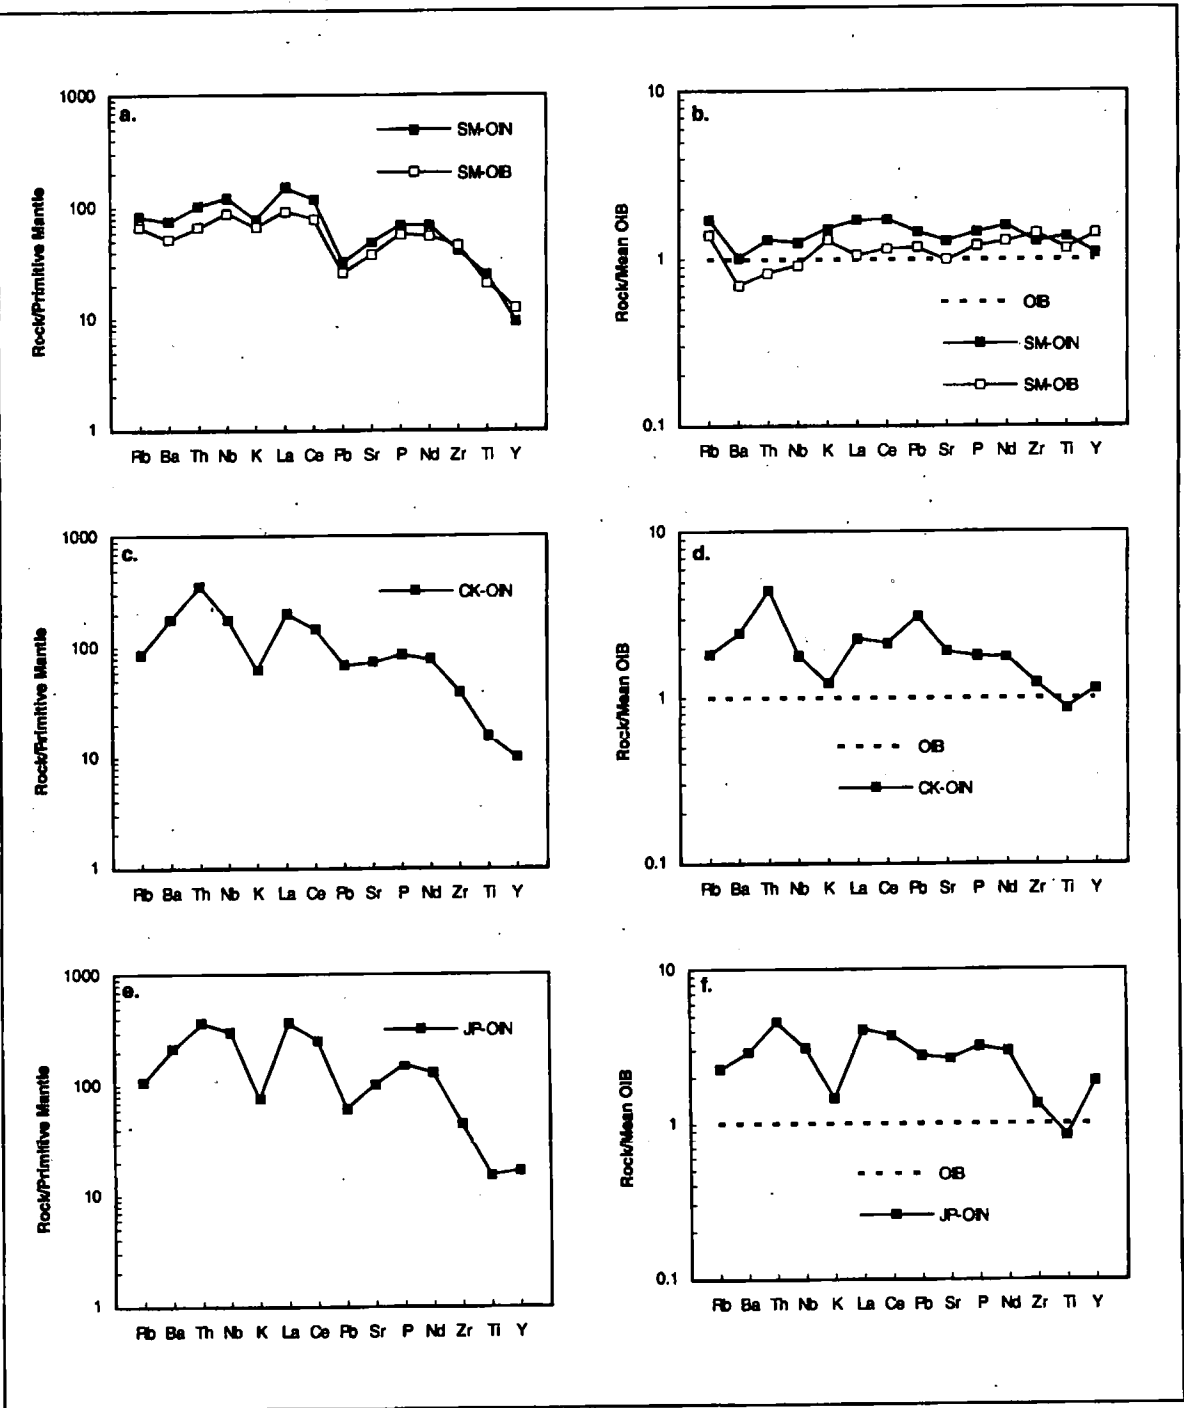 a.
1000
100
10
1
Rock/Primitive Mantle
SM-OIN
SM-OIB
Rb Ba Th Nb K La Ce Pb Sr P Nd Zr Ti Y
b.
10
1
0.1
Rock/Mean OIB
OIB
SM-OIN
SM-OIB
Rb Ba Th Nb K La Ce Pb Sr P Nd Zr Ti Y
c.
1000
100
10
1
Rock/Primitive Mantle
CK-OIN
Rb Ba Th Nb K La Ce Pb Sr P Nd Zr Ti Y
d.
10
1
0.1
Rock/Mean OIB
OIB
CK-OIN
Rb Ba Th Nb K La Ce Pb Sr P Nd Zr Ti Y
e.
1000
100
10
1
Rock/Primitive Mantle
JP-OIN
Rb Ba Th Nb K La Ce Pb Sr P Nd Zr Ti Y
f.
10
1
0.1
Rock/Mean OIB
OIB
JP-OIN
Rb Ba Th Nb K La Ce Pb Sr P Nd Zr Ti Y